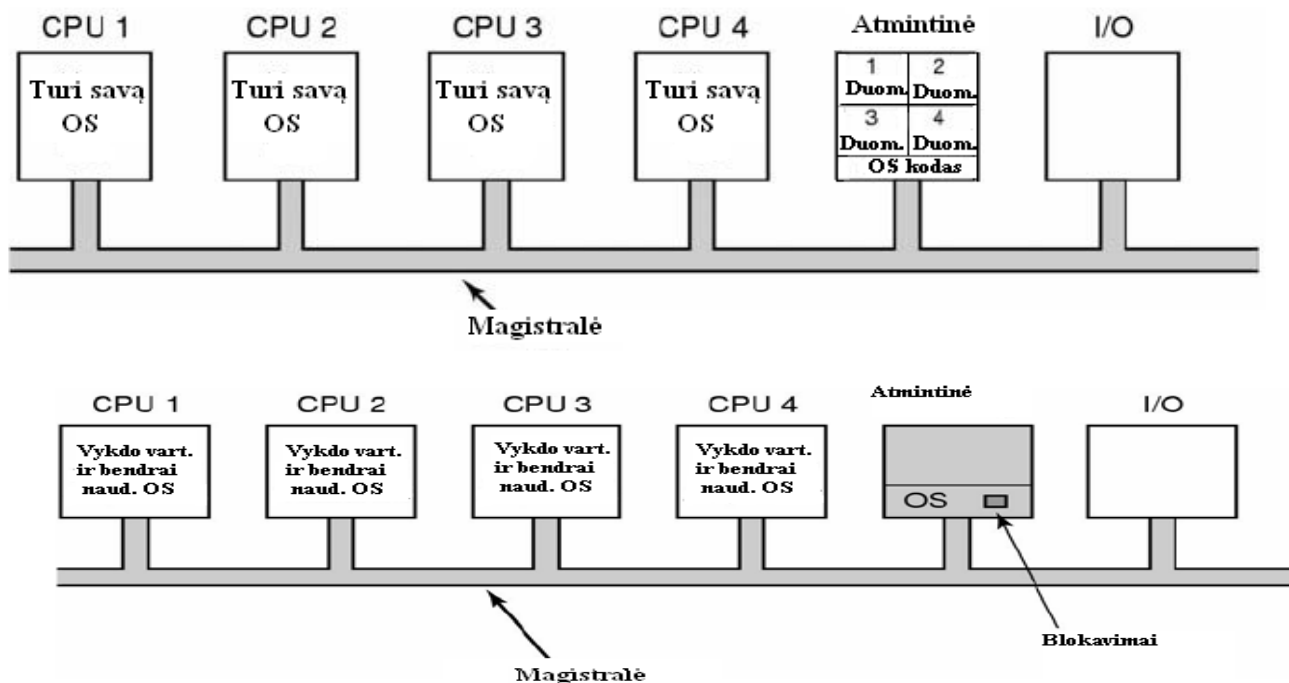 CPU 1
CPU 2
CPU 3
CPU 4
Atmintinė
I/O
Turi savą
OS
Turi savą
OS
Turi savą
OS
Turi savą
OS
1
Duom.
2
Duom.
3
Duom.
4
Duom.
OS kodas
Magistralė
CPU 1
CPU 2
CPU 3
CPU 4
Atmintinė
I/O
Vykdo vart.
ir bendrai
naud. OS
Vykdo vart.
ir bendrai
naud. OS
Vykdo vart.
ir bendrai
naud. OS
Vykdo vart.
ir bendrai
naud. OS
OS
Blokavimai
Magistralė